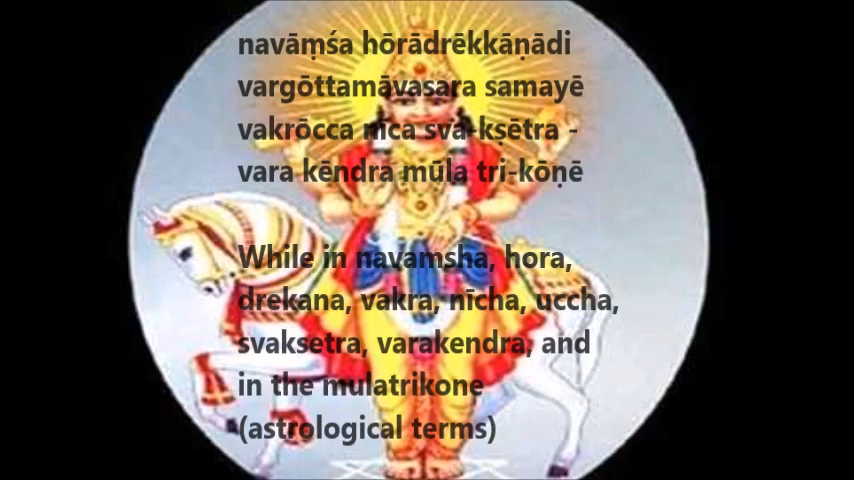 navāṃśa hōrādrēkkāṇādi
vargōttamāvasara samayē
vakrōcca nīca sva-kṣētra -
vara kēndra mūla tri-kōṇē
While in navamsha, hora,
drekana, vakra, nīcha, uccha,
svaksetra, varakendra, and
in the mulatrikone
(astrological terms)